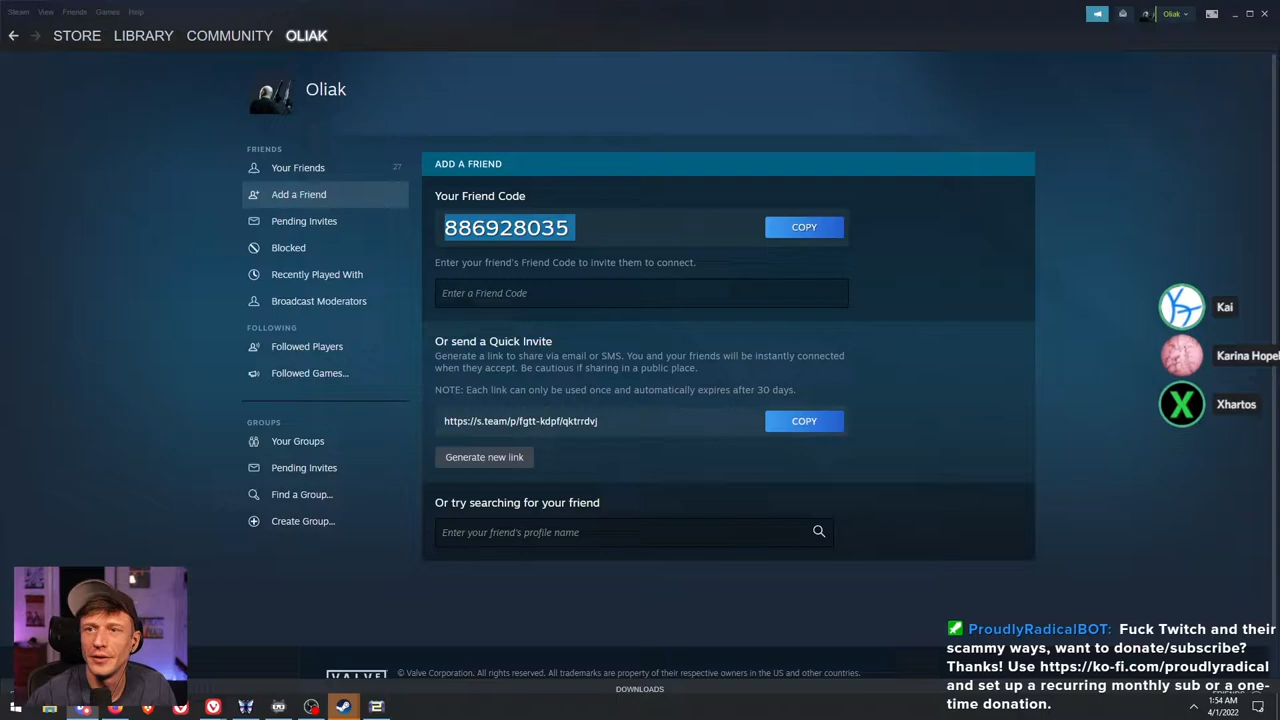 Steam View Friends Games Help
Oliak
STORE LIBRARY COMMUNITY OLIAK
Oliak
FRIENDS
Your Friends 27
Add a Friend
Pending Invites
Blocked
Recently Played With
Broadcast Moderators
FOLLOWING
Followed Players
Followed Games...
GROUPS
Your Groups
Pending Invites
Find a Group...
Create Group...
ADD A FRIEND
Your Friend Code
886928035
COPY
Enter your friend's Friend Code to invite them to connect.
Enter a Friend Code
Or send a Quick Invite
Generate a link to share via email or SMS. You and your friends will be instantly connected
when they accept. Be cautious if sharing in a public place.
NOTE: Each link can only be used once and automatically expires after 30 days.
https://s.team/p/fgtt-kdpf/qktrrdvj
COPY
Generate new link
Or try searching for your friend
Enter your friend's profile name
Kai
Karina Hopel
X Xhartos
ProudlyRadicalBOT: Fuck Twitch and their
scammy ways, want to donate/subscribe?
Thanks! Use https://ko-fi.com/proudlyradical
and set up a recurring monthly sub or a one-
time donation.
VALVE
© Valve Corporation. All rights reserved. All trademarks are property of their respective owners in the US and other countries.
DOWNLOADS
1:54 AM
4/1/2022